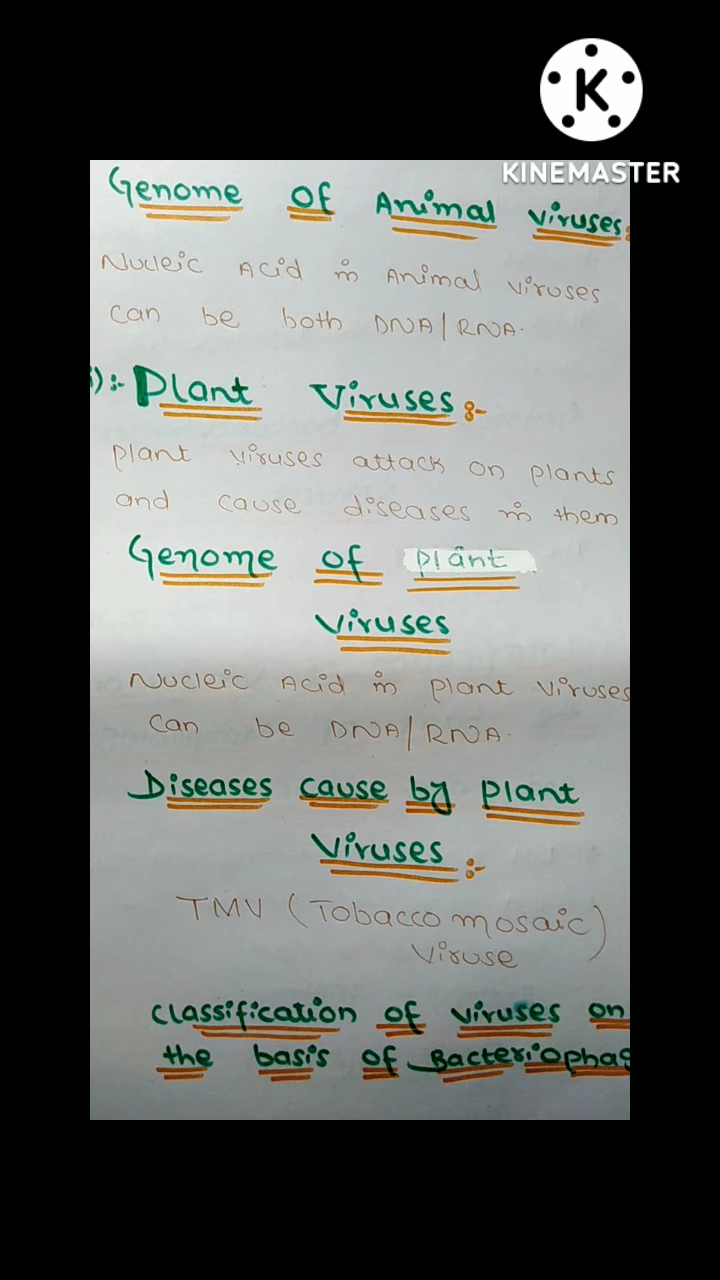 K
KINEMASTER
Genome of Animal Viruses:
Nucleic Acid in Animal viruses
can be both DNA/RNA.
i):- Plant Viruses:-
plant viruses attack on plants
and cause diseases in them
Genome of plant
Viruses
Nucleic Acid in plant viruses
can be DNA/RNA.
Diseases cause by plant
Viruses:-
TMV (Tobacco mosaic)
Viruse
classification of viruses on
the basis of Bacteriophag